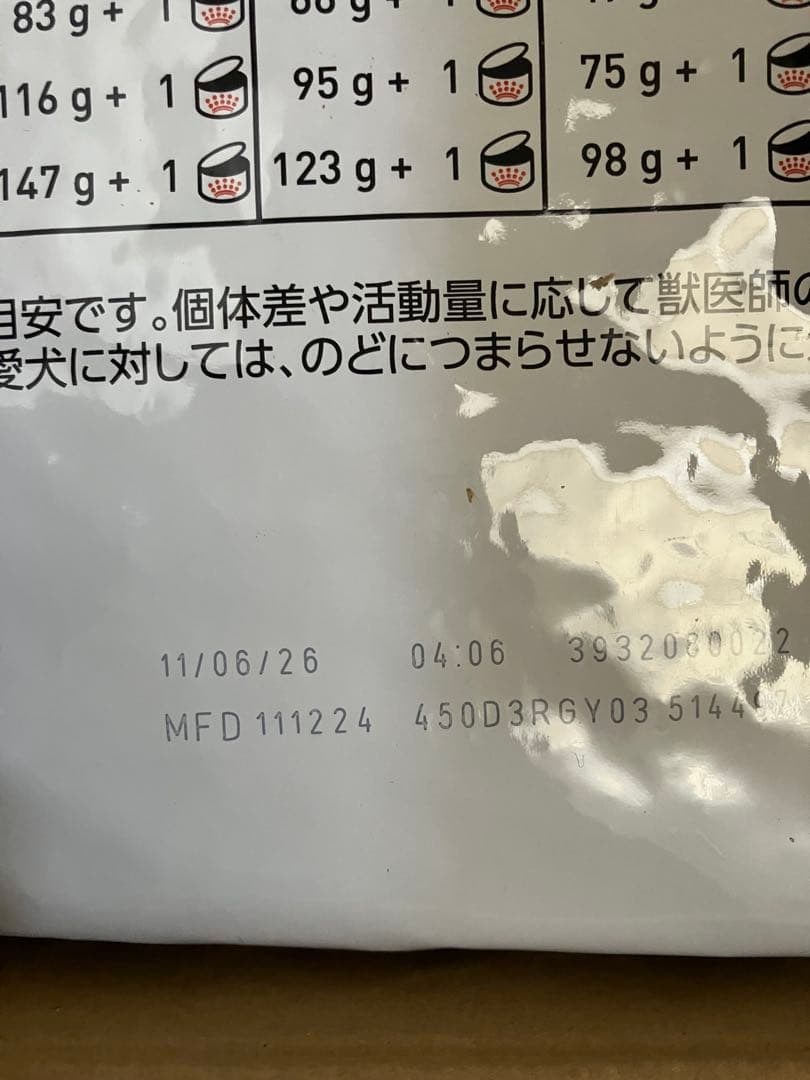 83 g + 1
116 g + 1 95 g + 1 75 g + 1
147 g + 1 123 g + 1 98 g + 1
目安です。個体差や活動量に応じて獣医師の
愛犬に対しては、のどにつまらせないように
11/06/26 04:06 3932080022
MFD 111224 450D3RGY03